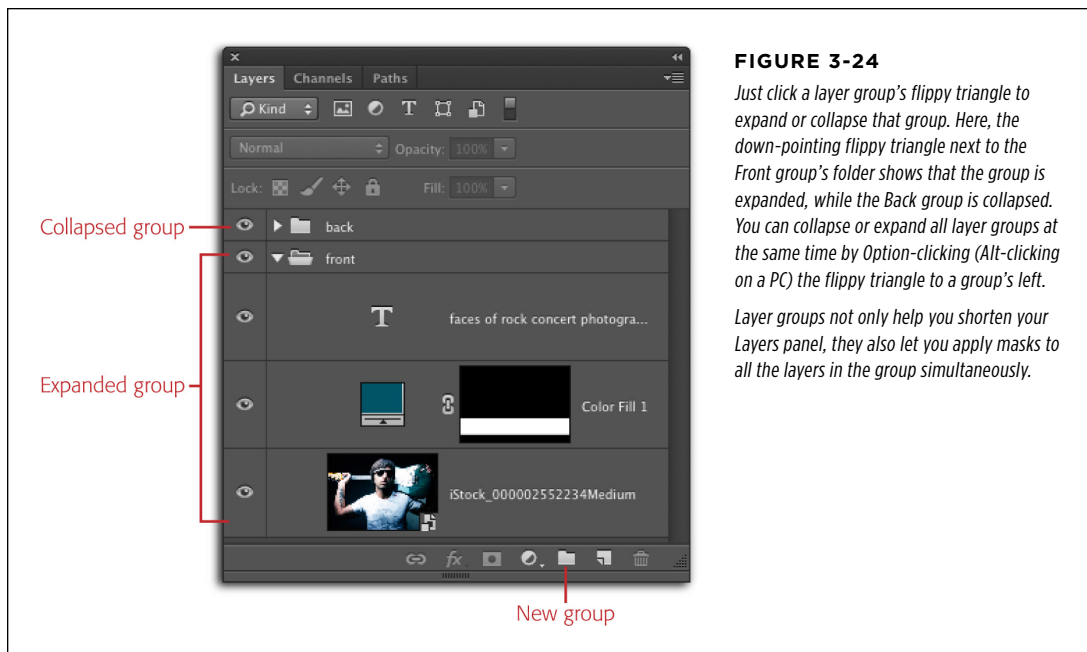 Layers Channels Paths
Kind T
Normal Opacity: 100%
Lock: Fill: 100%
Collapsed group
back
front
T faces of rock concert photogra...
Expanded group
Color Fill 1
iStock_000002552234Medium
fx
New group
FIGURE 3-24
Just click a layer group's flippy triangle to
expand or collapse that group. Here, the
down-pointing flippy triangle next to the
Front group's folder shows that the group is
expanded, while the Back group is collapsed.
You can collapse or expand all layer groups at
the same time by Option-clicking (Alt-clicking
on a PC) the flippy triangle to a group's left.
Layer groups not only help you shorten your
Layers panel, they also let you apply masks to
all the layers in the group simultaneously.